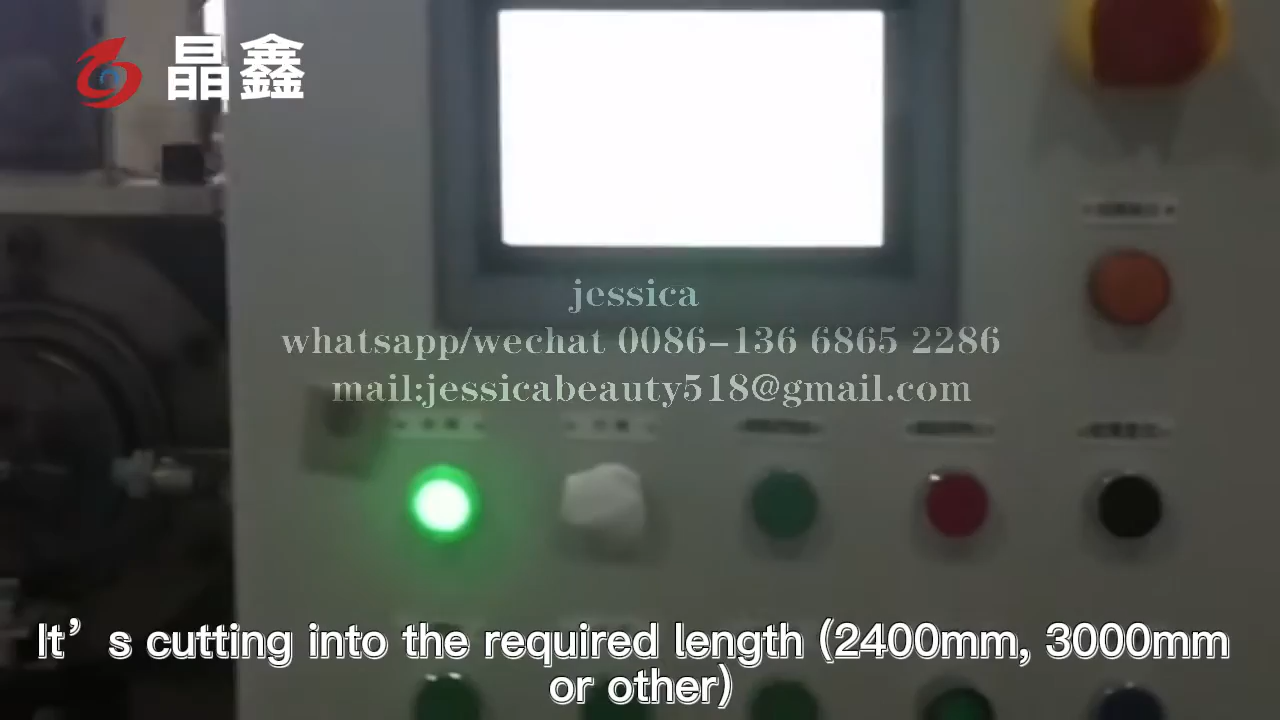 晶鑫
jessica
whatsapp/wechat 0086-136 6865 2286
mail:jessicabeauty518@gmail.com
It’s cutting into the required length (2400mm, 3000mm
or other)